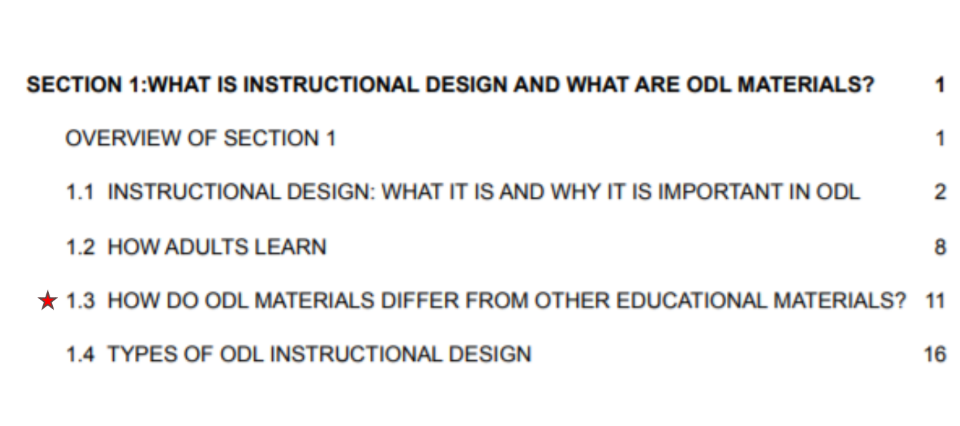 SECTION 1:WHAT IS INSTRUCTIONAL DESIGN AND WHAT ARE ODL MATERIALS? 1
OVERVIEW OF SECTION 1 1
1.1 INSTRUCTIONAL DESIGN: WHAT IT IS AND WHY IT IS IMPORTANT IN ODL 2
1.2 HOW ADULTS LEARN 8
1.3 HOW DO ODL MATERIALS DIFFER FROM OTHER EDUCATIONAL MATERIALS? 11
1.4 TYPES OF ODL INSTRUCTIONAL DESIGN 16